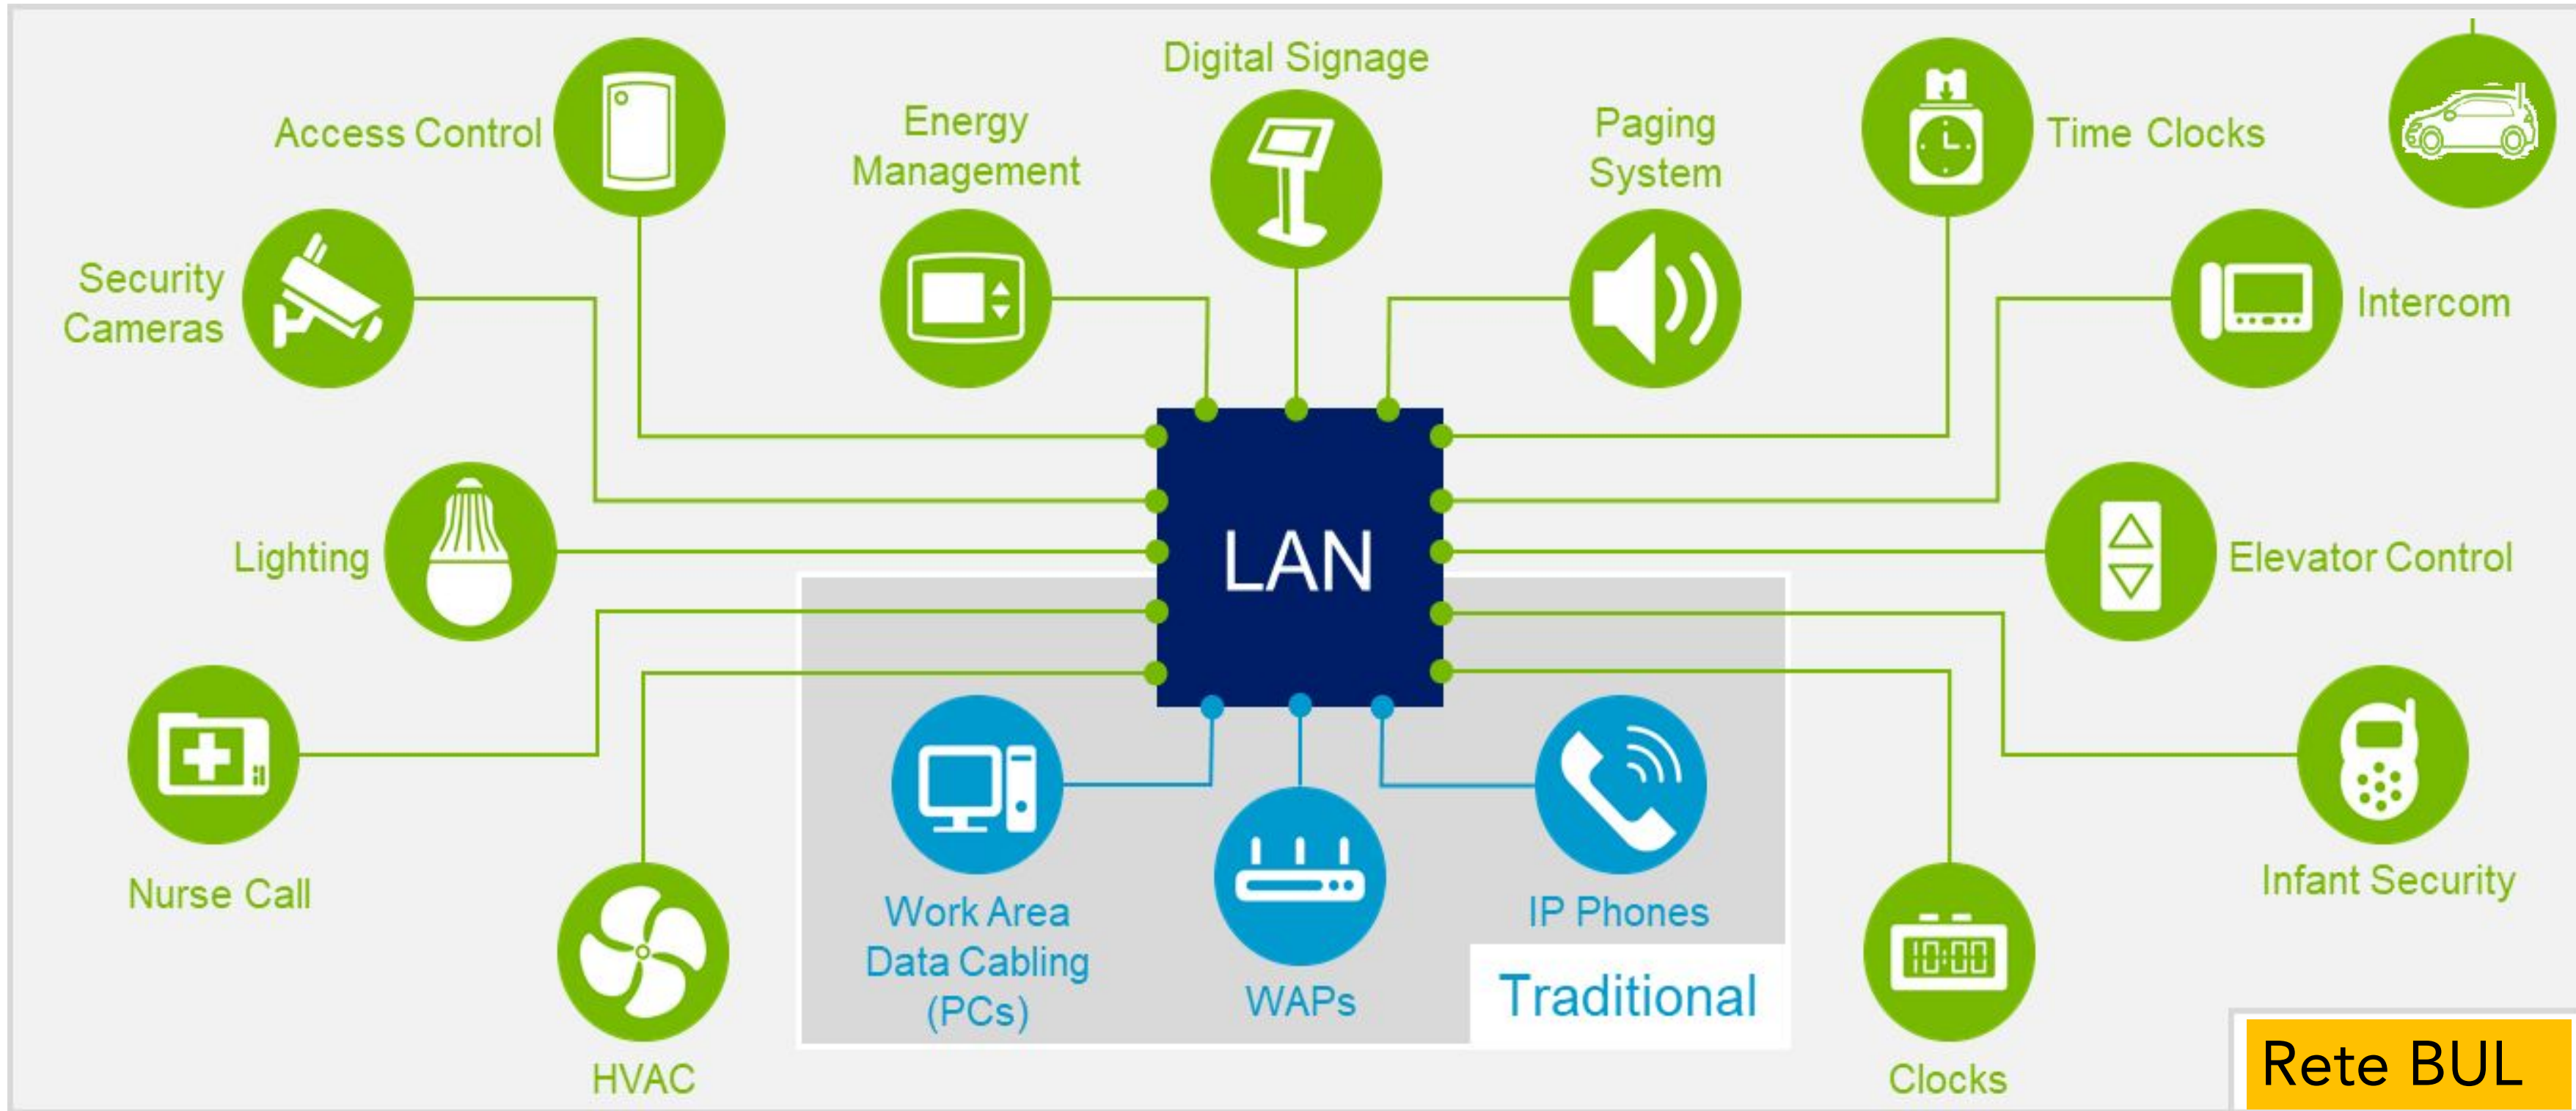 Digital Signage
Access Control
Energy
Management
Paging
System
Time Clocks
Security
Cameras
Intercom
LAN
Lighting
Elevator Control
Nurse Call
Infant Security
Work Area
Data Cabling
(PCs)
WAPs
IP Phones
Traditional
10:00
HVAC
Clocks
Rete BUL